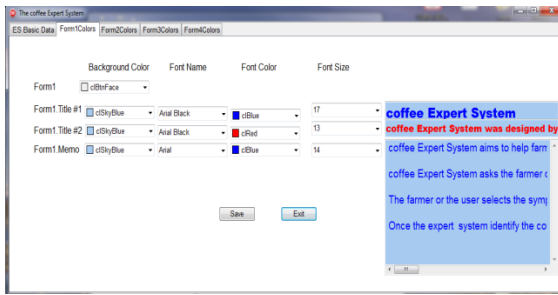 The coffee Expert System
ES Basic Data Form1Colors Form2Colors Form3Colors Form4Colors
Background Color Font Name Font Color Font Size
Form1 clBtnFace
Form1.Title #1 clSkyBlue Arial Black clBlue 17
Form1.Title #2 clSkyBlue Arial Black clRed 13
Form1.Memo clSkyBlue Arial clBlue 14
Save Exit
coffee Expert System
coffee Expert System was designed by
coffee Expert System aims to help farm
coffee Expert System asks the farmer
The farmer or the user selects the sym
Once the expert system identify the co